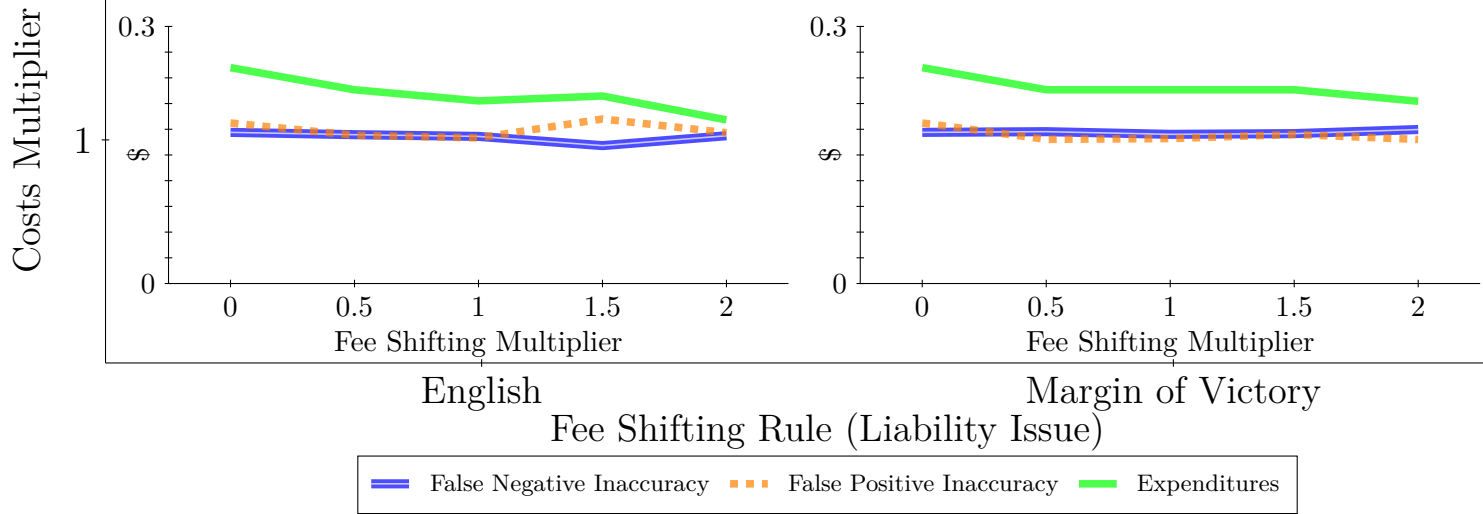 Costs Multiplier
1
0.3
$
0
0 0.5 1 1.5 2
Fee Shifting Multiplier
0.3
$
0
0 0.5 1 1.5 2
Fee Shifting Multiplier
English Margin of Victory
Fee Shifting Rule (Liability Issue)
False Negative Inaccuracy False Positive Inaccuracy Expenditures